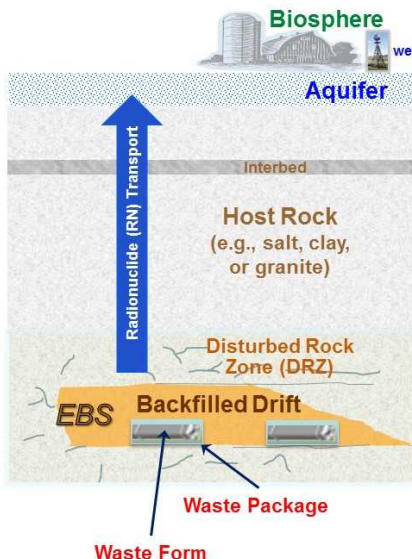 Biosphere
we
Aquifer
Radionuclide (RN) Transport
Interbed
Host Rock
(e.g., salt, clay,
or granite)
Disturbed Rock
Zone (DRZ)
EBS
Backfilled Drift
Waste Package
Waste Form